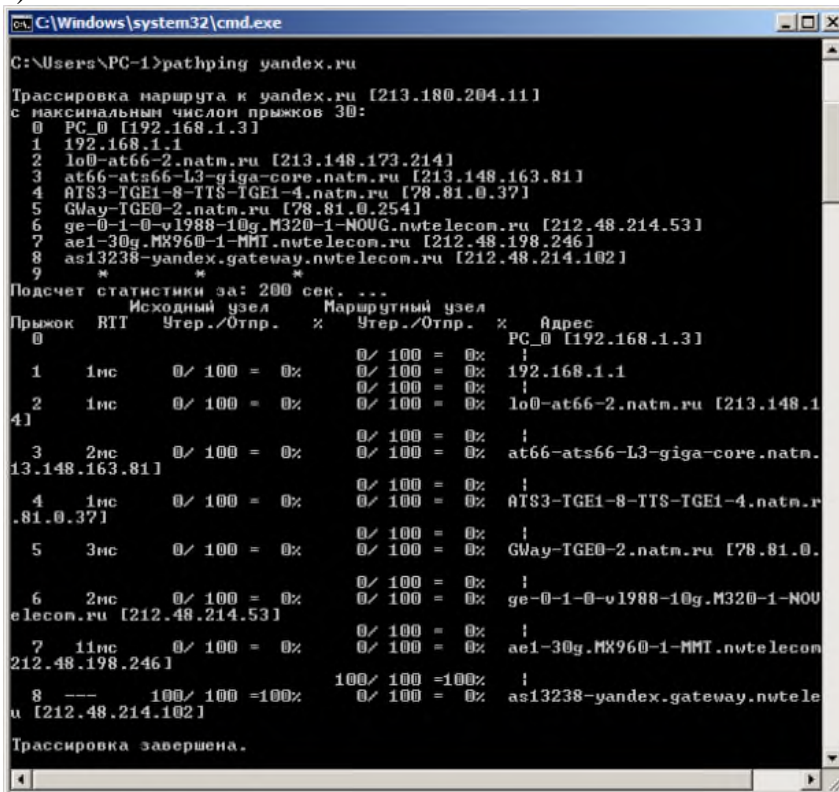 C:\Windows\system32\cmd.exe
C:\Users\PC-1>pathping yandex.ru
Трассировка маршрута к yandex.ru [213.180.204.11]
с максимальным числом прыжков 30:
0 PC_0 [192.168.1.3]
1 192.168.1.1
2 lo0-at66-2.natm.ru [213.148.173.214]
3 at66-ats66-L3-giga-core.natm.ru [213.148.163.81]
4 ATS3-TGE1-8-TTS-TGE1-4.natm.ru [78.81.0.37]
5 GWay-TGE0-2.natm.ru [78.81.0.254]
6 ge-0-1-0-vl988-10g.M320-1-NOUG.nwtelecom.ru [212.48.214.53]
7 ae1-30g.MX960-1-MMT.nwtelecom.ru [212.48.198.246]
8 as13238-yandex.gateway.nwtelecom.ru [212.48.214.102]
9 * * *
Подсчет статистики за: 200 сек. ...
Исходный узел Маршрутный узел
Прыжок RTT Утер./Отпр. % Утер./Отпр. % Адрес
0 PC_0 [192.168.1.3]
0/ 100 = 0% |
1 1мс 0/ 100 = 0% 0/ 100 = 0% 192.168.1.1
0/ 100 = 0% |
2 1мс 0/ 100 = 0% 0/ 100 = 0% lo0-at66-2.natm.ru [213.148.1
4]
0/ 100 = 0% |
3 2мс 0/ 100 = 0% 0/ 100 = 0% at66-ats66-L3-giga-core.natm.
13.148.163.81]
0/ 100 = 0% |
4 1мс 0/ 100 = 0% 0/ 100 = 0% ATS3-TGE1-8-TTS-TGE1-4.natm.r
.81.0.37]
0/ 100 = 0% |
5 3мс 0/ 100 = 0% 0/ 100 = 0% GWay-TGE0-2.natm.ru [78.81.0.
0/ 100 = 0% |
6 2мс 0/ 100 = 0% 0/ 100 = 0% ge-0-1-0-vl988-10g.M320-1-NOU
elecom.ru [212.48.214.53]
0/ 100 = 0% |
7 11мс 0/ 100 = 0% 0/ 100 = 0% ae1-30g.MX960-1-MMT.nwtelecom
212.48.198.246]
100/ 100 =100% |
8 --- 100/ 100 =100% 0/ 100 = 0% as13238-yandex.gateway.nwtele
u [212.48.214.102]
Трассировка завершена.